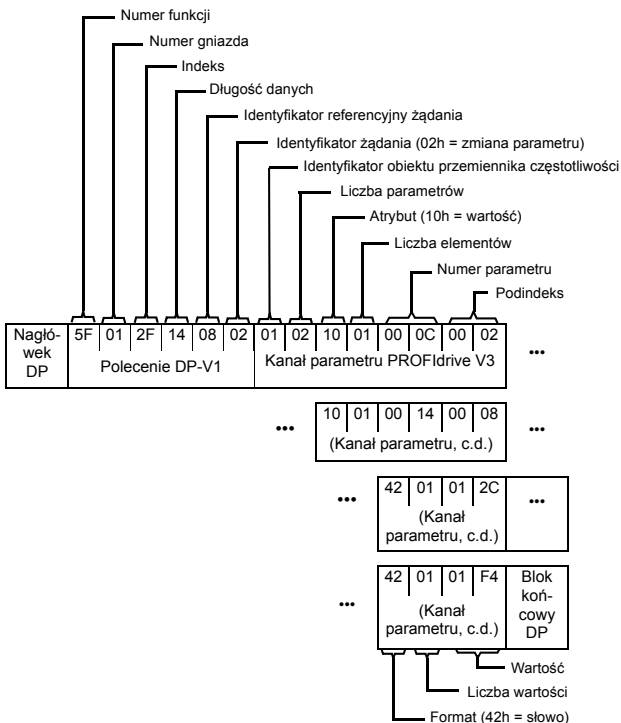 Numer funkcji
Numer gniazda
Indeks
Długość danych
Identyfikator referencyjny żądania
Identyfikator żądania (02h = zmiana parametru)
Identyfikator obiektu przemiennika częstotliwości
Liczba parametrów
Atrybut (10h = wartość)
Liczba elementów
Numer parametru
Podindeks
Nagłó-
wek
DP
5F 01 2F 14 08 02 01 02 10 01 00 0C 00 02
Polecenie DP-V1
Kanał parametru PROFIdrive V3
•••
••• 10 01 00 14 00 08 •••
(Kanał parametru, c.d.)
••• 42 01 01 2C •••
(Kanał
parametru, c.d.)
••• 42 01 01 F4
(Kanał
parametru, c.d.)
Blok
koń-
cowy
DP
Wartość
Liczba wartości
Format (42h = słowo)